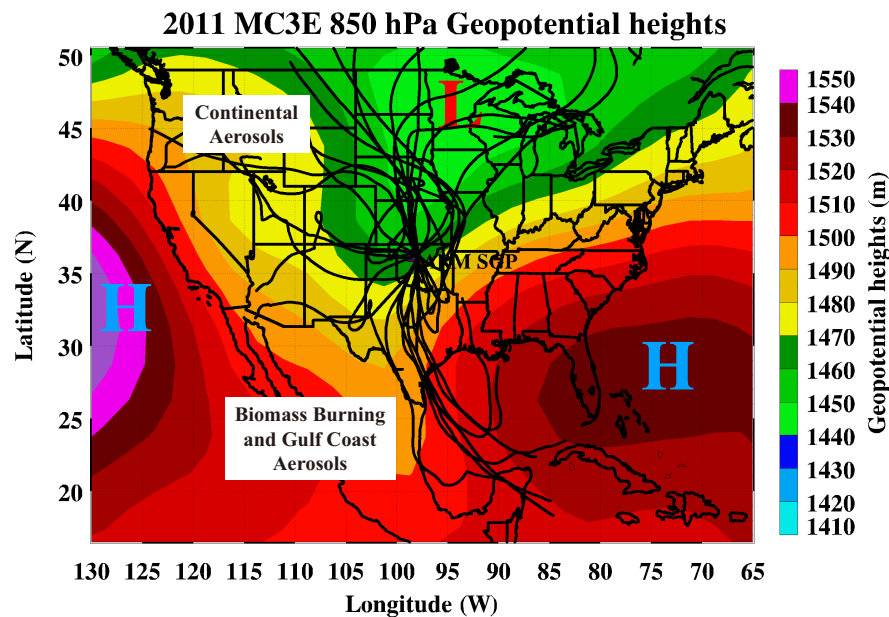 2011 MC3E 850 hPa Geopotential heights
50
45
40
35
30
25
20
Latitude (N)
Continental
Aerosols
L
H
ARM SGP
H
Biomass Burning
and Gulf Coast
Aerosols
130 125 120 115 110 105 100 95 90 85 80 75 70 65
Longitude (W)
1550
1540
1530
1520
1510
1500
1490
1480
1470
1460
1450
1440
1430
1420
1410
Geopotential heights (m)